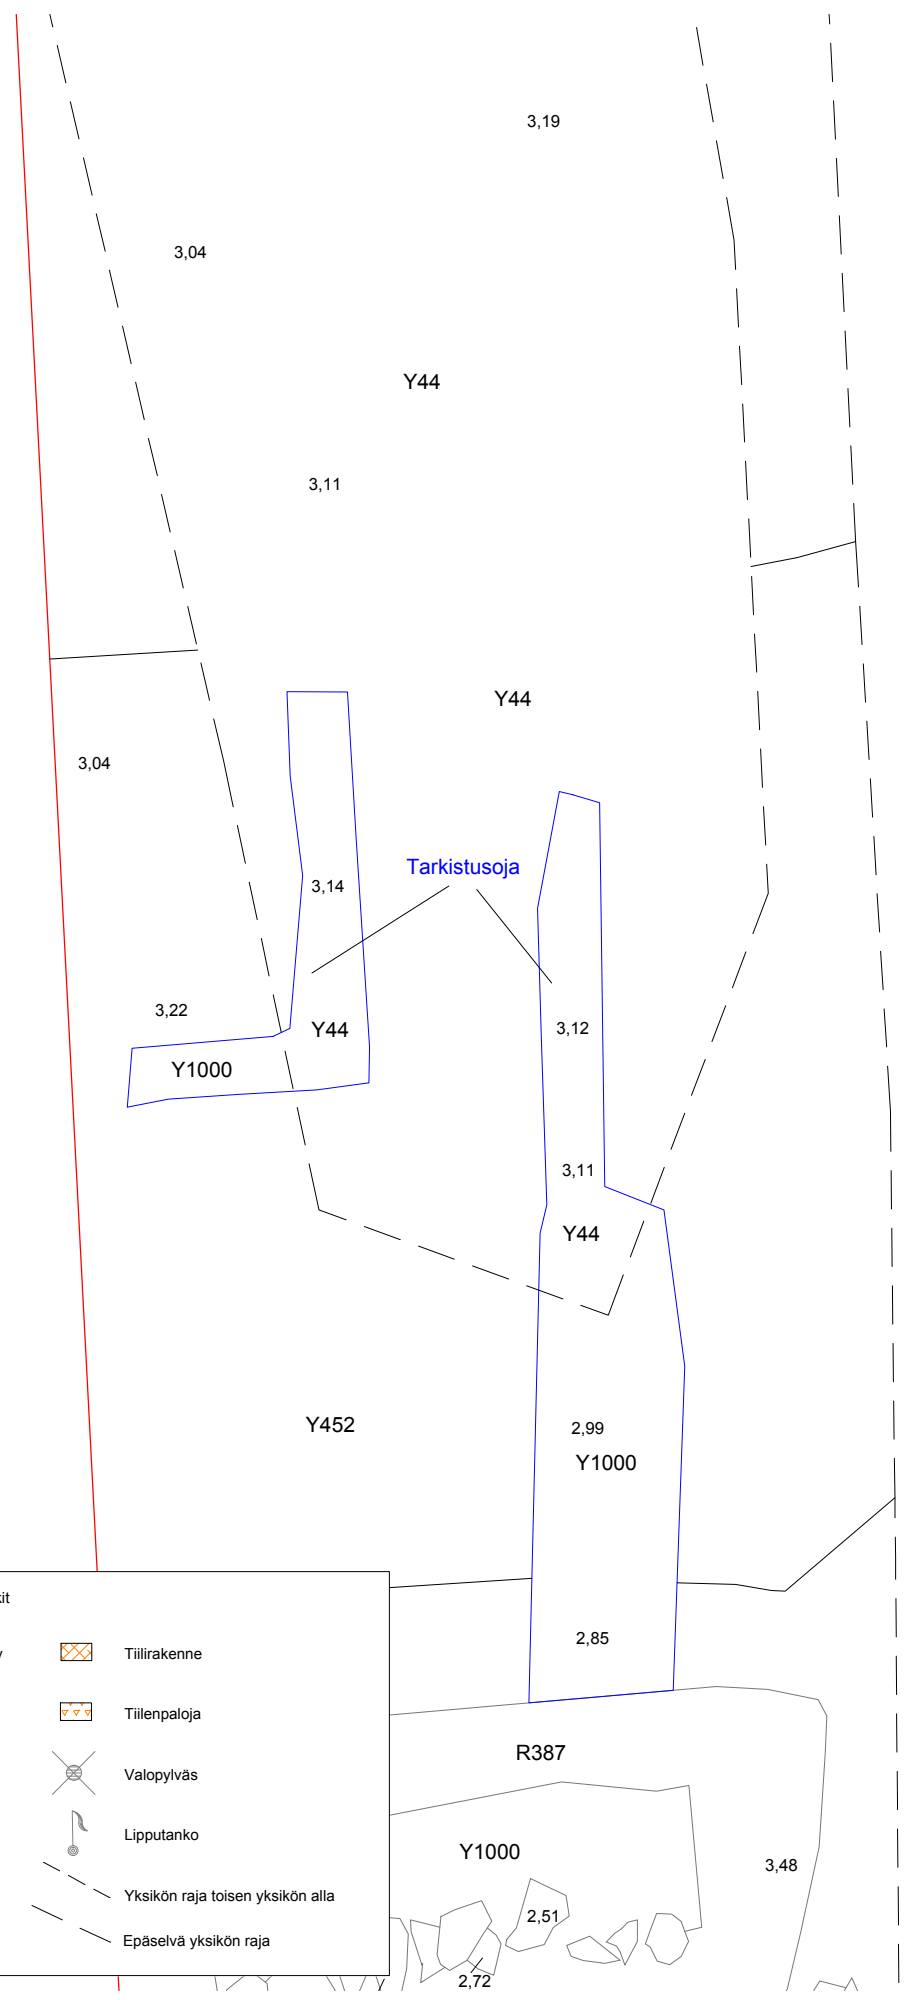 3,19
3,04
Y44
3,11
Y44
3,04
Tarkistusoja
3,14
3,22
Y44
3,12
Y1000
3,11
Y44
Y452
2,99
Y1000
2,85
Tiilirakenne
Tiilenpaloja
R387
Valopylväs
Lipputanko
Y1000
3,48
Yksikön raja toisen yksikön alla
2,51
Epäselvä yksikön raja
2,72